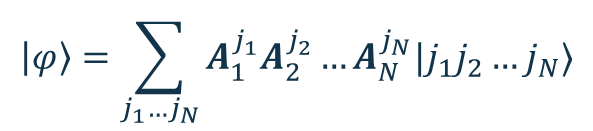 |φ⟩ = ∑_{j_1…j_N} A_1^{j_1} A_2^{j_2} … A_N^{j_N} |j_1 j_2 … j_N⟩